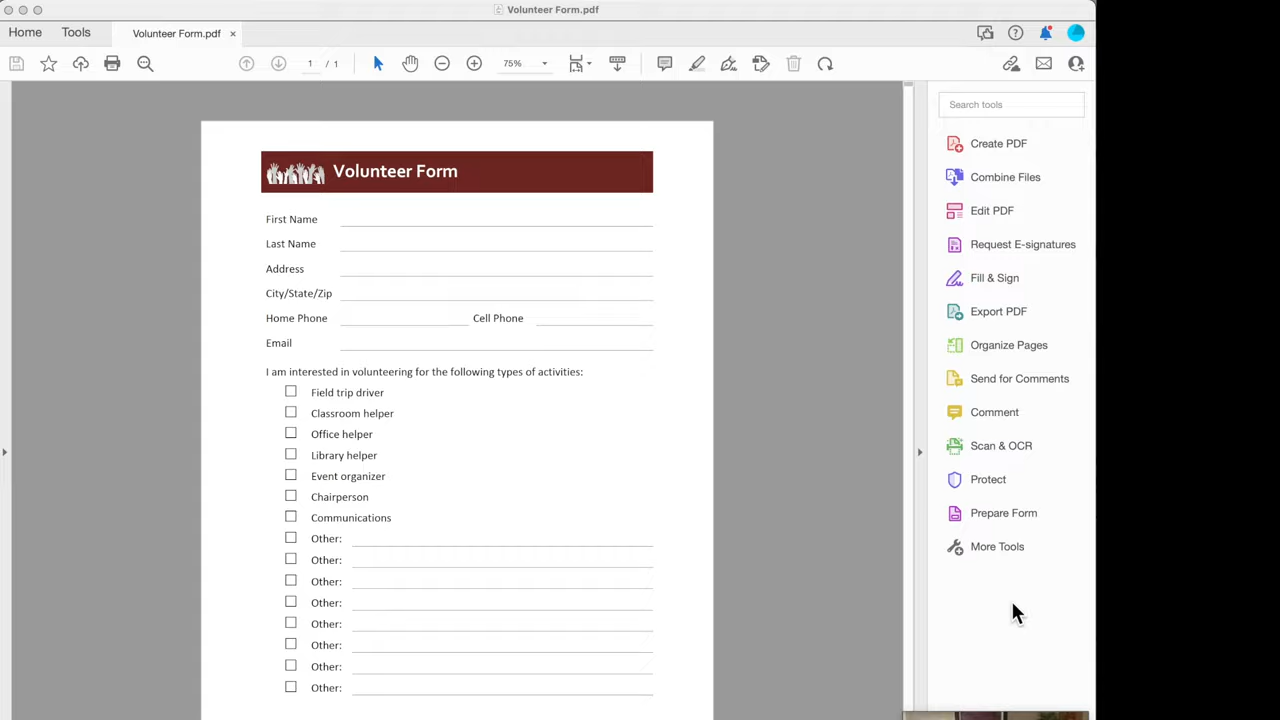 Volunteer Form.pdf
Home Tools Volunteer Form.pdf ×
1 / 1 75%
Search tools
Create PDF
Combine Files
Edit PDF
Request E-signatures
Fill & Sign
Export PDF
Organize Pages
Send for Comments
Comment
Scan & OCR
Protect
Prepare Form
More Tools
Volunteer Form
First Name
Last Name
Address
City/State/Zip
Home Phone Cell Phone
Email
I am interested in volunteering for the following types of activities:
Field trip driver
Classroom helper
Office helper
Library helper
Event organizer
Chairperson
Communications
Other:
Other:
Other:
Other:
Other:
Other:
Other:
Other: